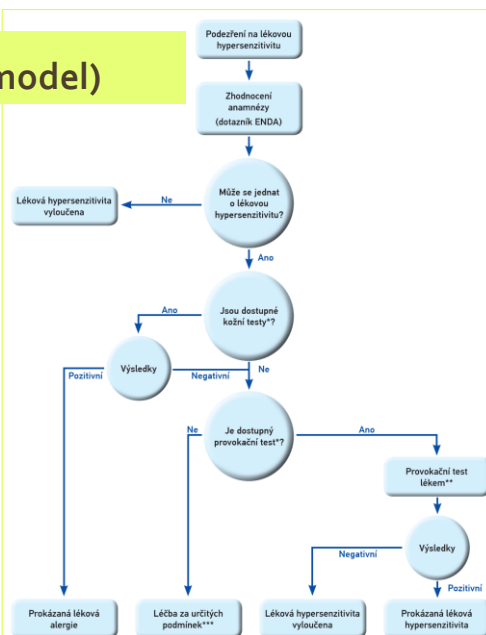 model)
Podezření na lékovou
hypersenzitivitu
Zhodnocení
anamnézy
(dotazník ENDA)
Může se jednat
o lékovou
hypersenzitivitu?
Ne
Léková hypersenzitivita
vyloučena
Ano
Jsou dostupné
kožní testy*?
Ano
Výsledky
Pozitivní
Negativní
Ne
Je dostupný
provokační test*?
Ne
Ano
Provokační test
lékem**
Výsledky
Negativní
Pozitivní
Prokázaná léková
alergie
Léčba za určitých
podmínek***
Léková hypersenzitivita
vyloučena
Prokázaná léková
hypersenzitivita